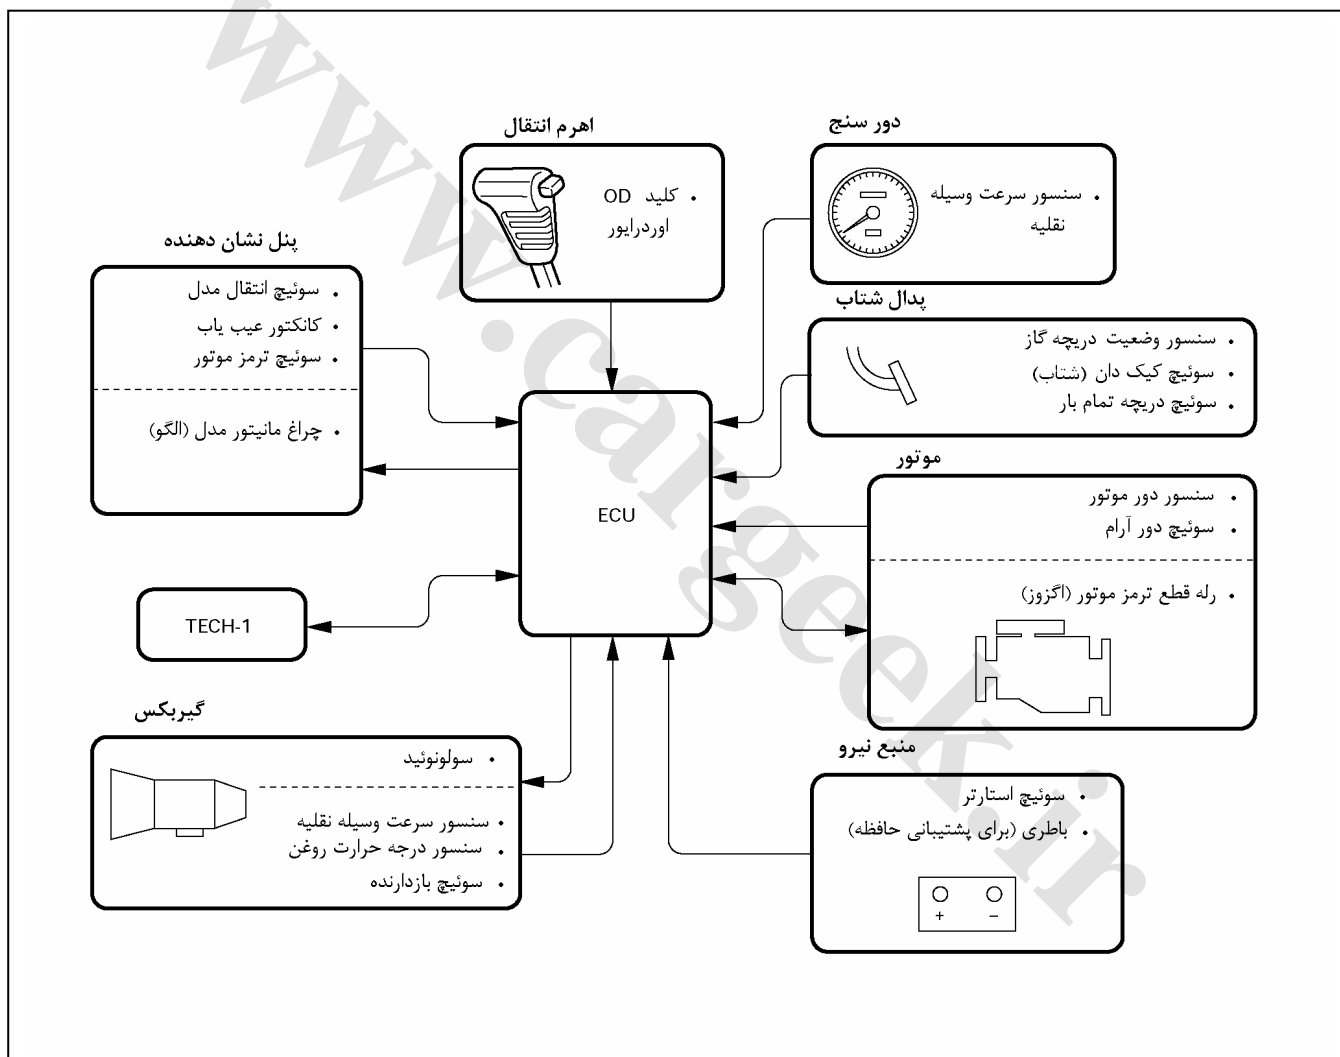 اهرم انتقال
کلید OD
اوردرایور
دور سنج
سنسور سرعت وسیله
نقلیه
پنل نشان دهنده
سوئیچ انتقال مدل
کانکتور عیب یاب
سوئیچ ترمز موتور
چراغ مانیتور مدل (الگو)
پدال شتاب
سنسور وضعیت دریچه گاز
سوئیچ کیک دان (شتاب)
سوئیچ دریچه تمام بار
ECU
موتور
سنسور دور موتور
سوئیچ دور آرام
رله قطع ترمز موتور (اگزوز)
TECH-1
گیربکس
سولونوئید
سنسور سرعت وسیله نقلیه
سنسور درجه حرارت روغن
سوئیچ بازدارنده
منبع نیرو
سوئیچ استارتر
باطری (برای پشتیبانی حافظه)
+ −
www.cargeek.ir